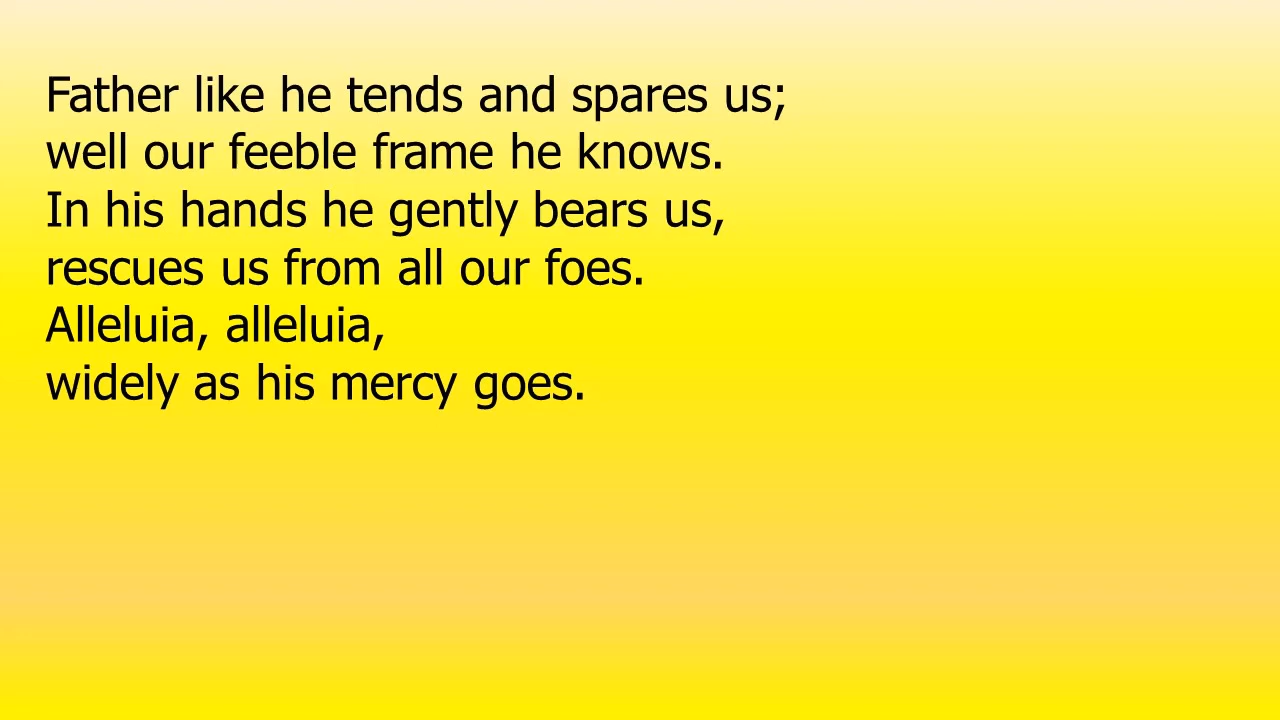 Father like he tends and spares us;
well our feeble frame he knows.
In his hands he gently bears us,
rescues us from all our foes.
Alleluia, alleluia,
widely as his mercy goes.